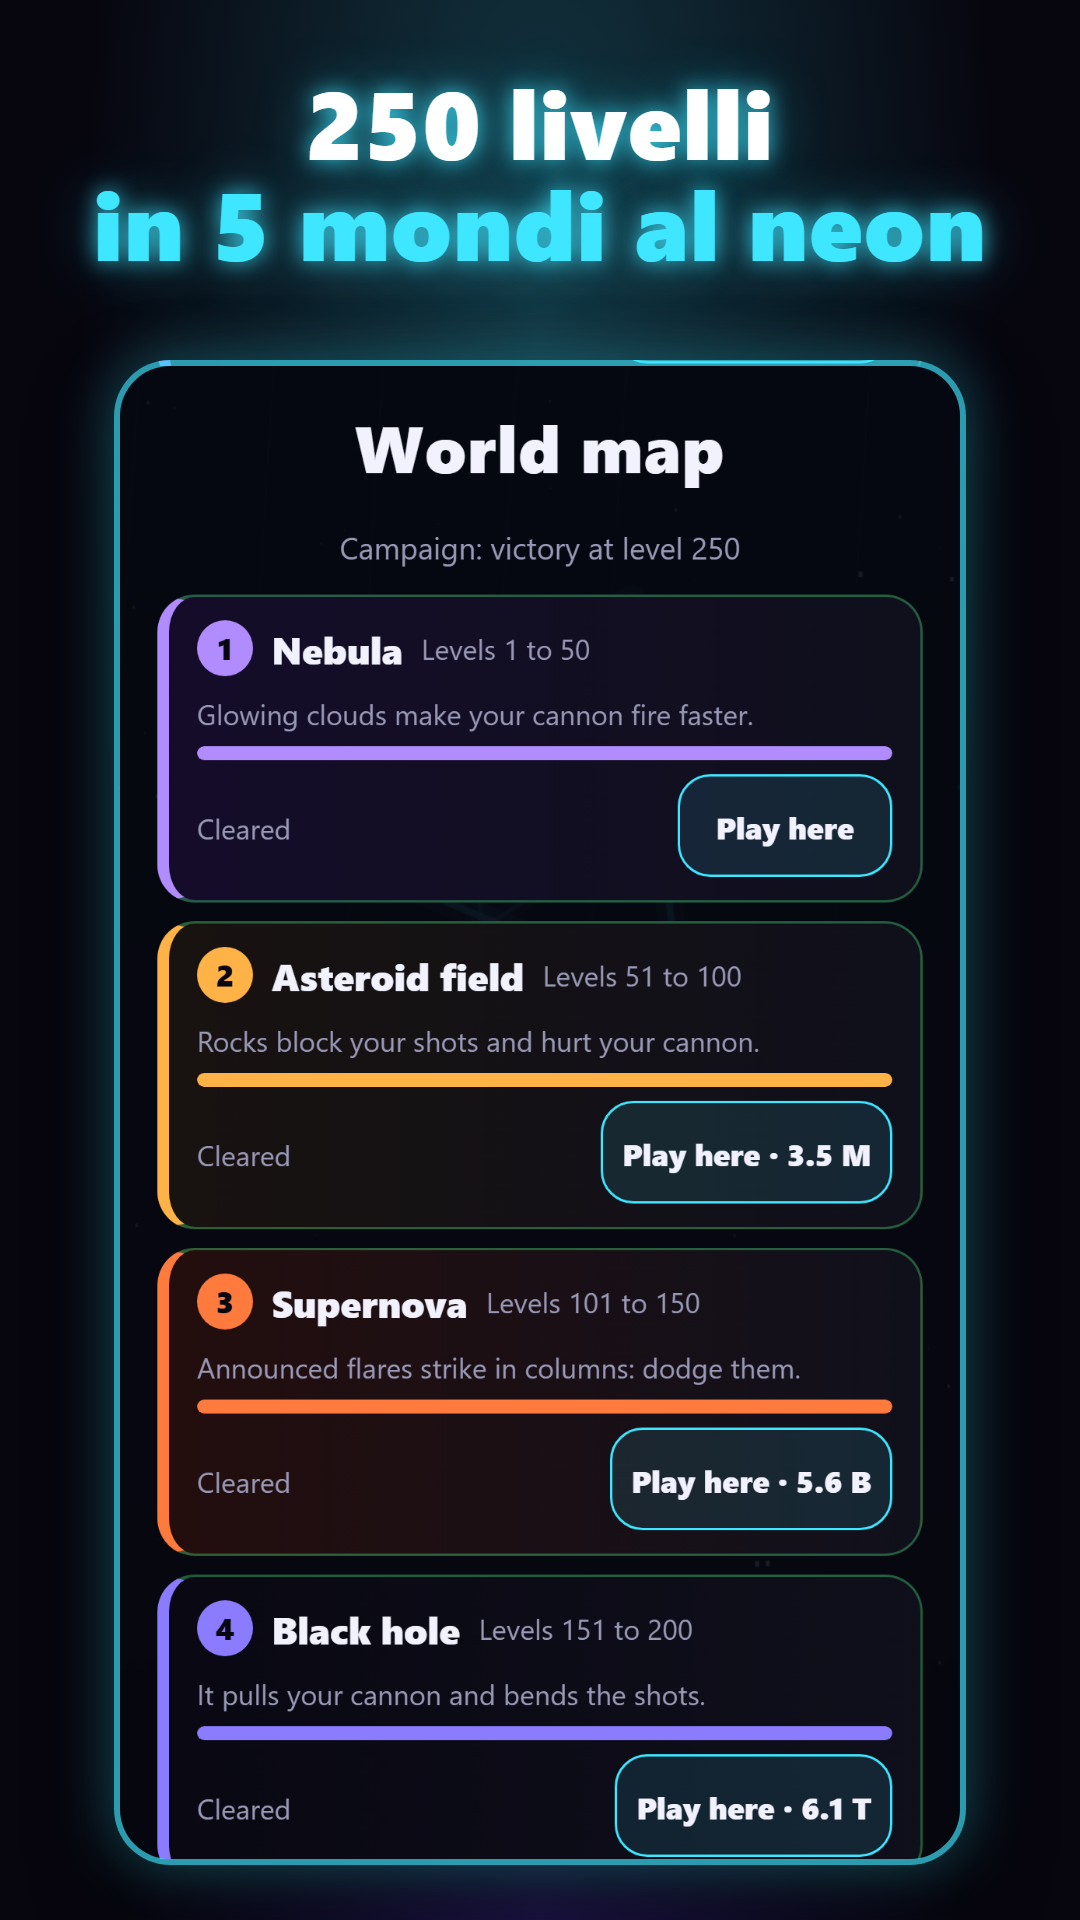 250 livelli
in 5 mondi al neon
World map
Campaign: victory at level 250
1 Nebula Levels 1 to 50
Glowing clouds make your cannon fire faster.
Cleared Play here
2 Asteroid field Levels 51 to 100
Rocks block your shots and hurt your cannon.
Cleared Play here · 3.5 M
3 Supernova Levels 101 to 150
Announced flares strike in columns: dodge them.
Cleared Play here · 5.6 B
4 Black hole Levels 151 to 200
It pulls your cannon and bends the shots.
Cleared Play here · 6.1 T